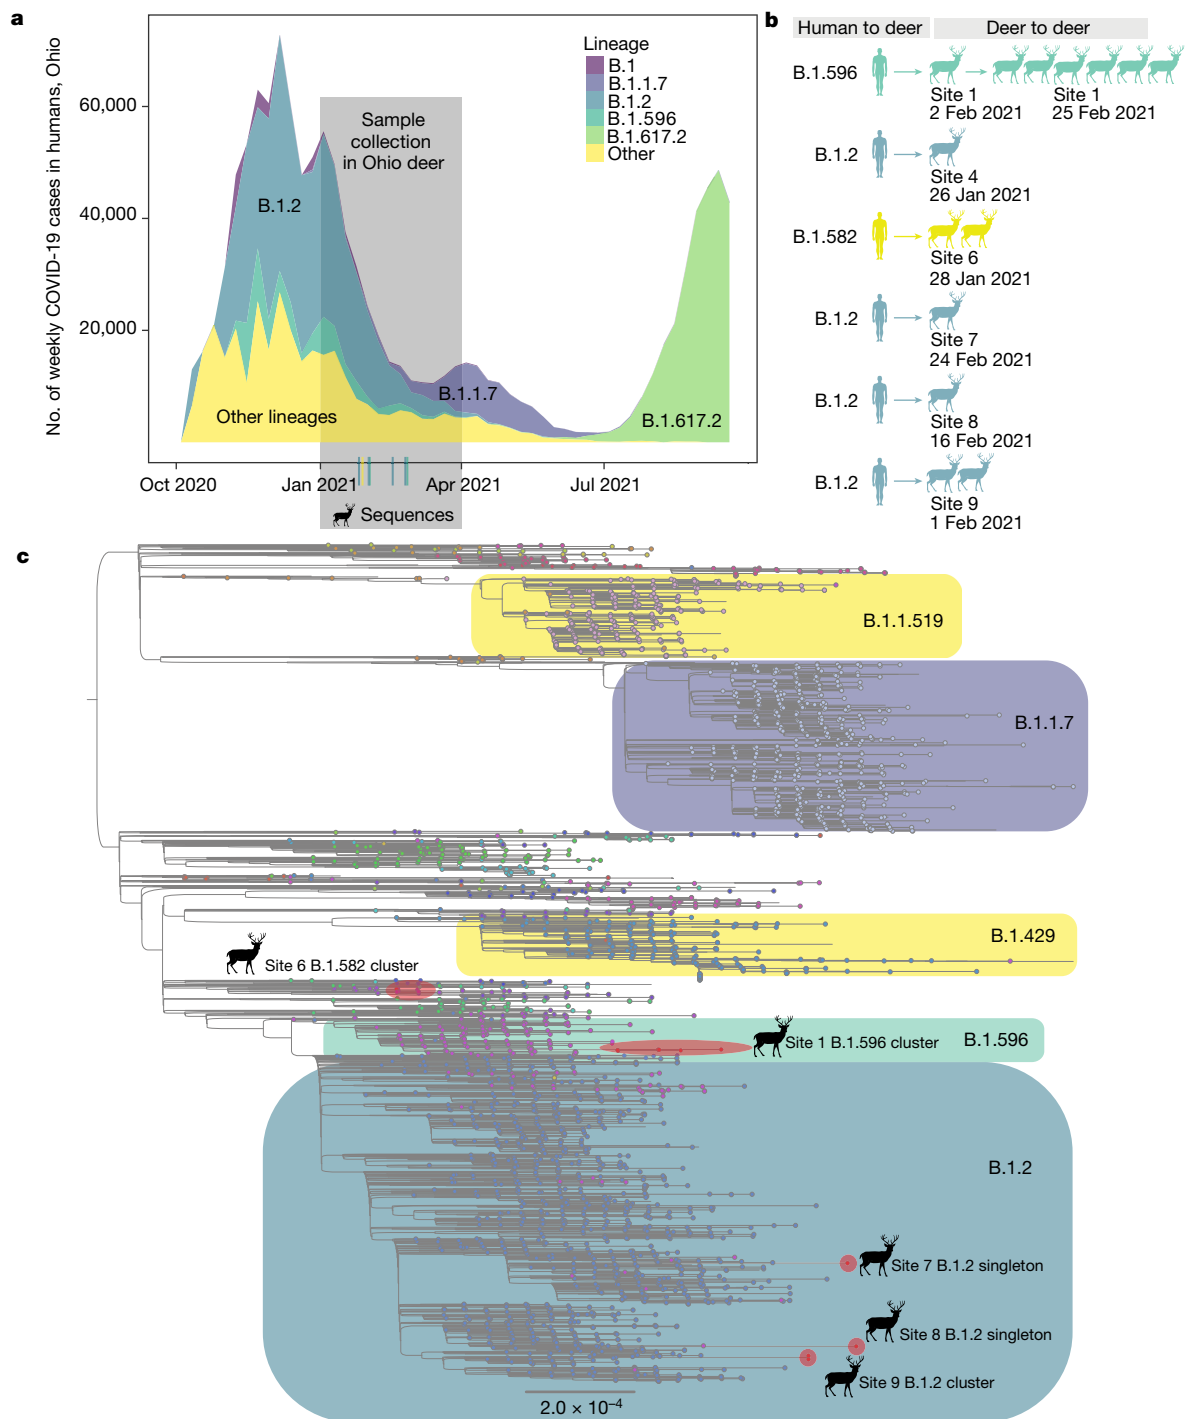 a
No. of weekly COVID-19 cases in humans, Ohio
60,000
40,000
20,000
Lineage
B.1
B.1.1.7
B.1.2
B.1.596
B.1.617.2
Other
Sample
collection
in Ohio deer
B.1.2
B.1.1.7
Other lineages
B.1.617.2
Oct 2020
Jan 2021
Apr 2021
Jul 2021
Sequences
b
Human to deer
Deer to deer
B.1.596
Site 1
2 Feb 2021
Site 1
25 Feb 2021
B.1.2
Site 4
26 Jan 2021
B.1.582
Site 6
28 Jan 2021
B.1.2
Site 7
24 Feb 2021
B.1.2
Site 8
16 Feb 2021
B.1.2
Site 9
1 Feb 2021
c
B.1.1.519
B.1.1.7
B.1.429
Site 6 B.1.582 cluster
Site 1 B.1.596 cluster
B.1.596
B.1.2
Site 7 B.1.2 singleton
Site 8 B.1.2 singleton
Site 9 B.1.2 cluster
2.0 × 10⁻⁴